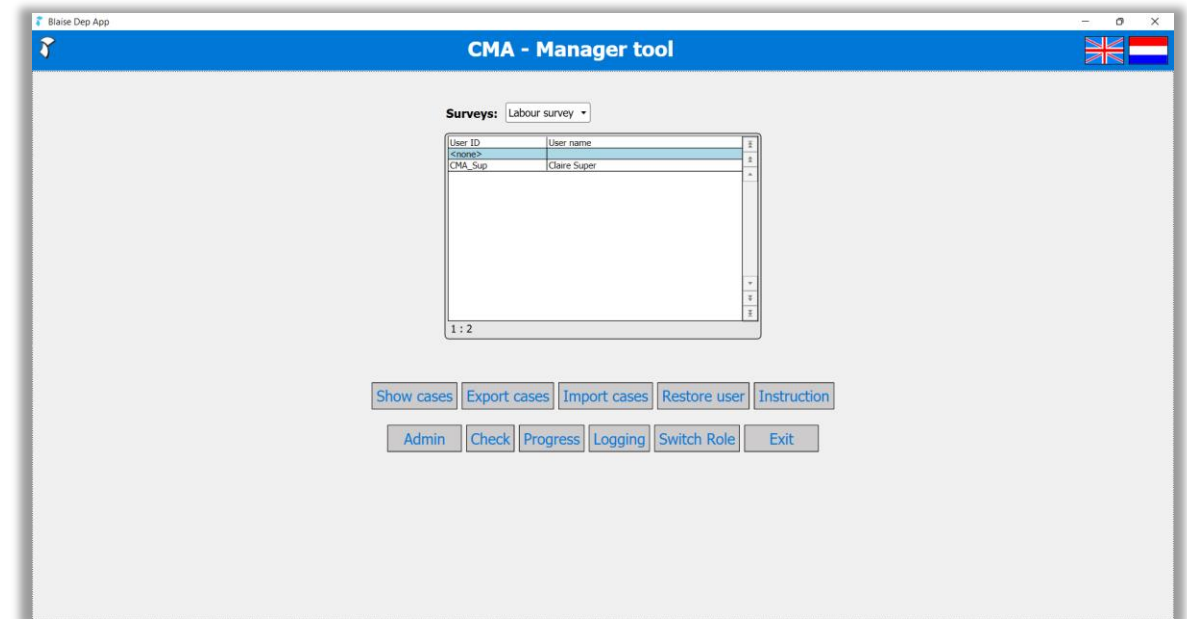 Blaise Dep App
CMA - Manager tool
Surveys: Labour survey
User ID User name
<none>
CMA_Sup Claire Super
1 : 2
Show cases Export cases Import cases Restore user Instruction
Admin Check Progress Logging Switch Role Exit